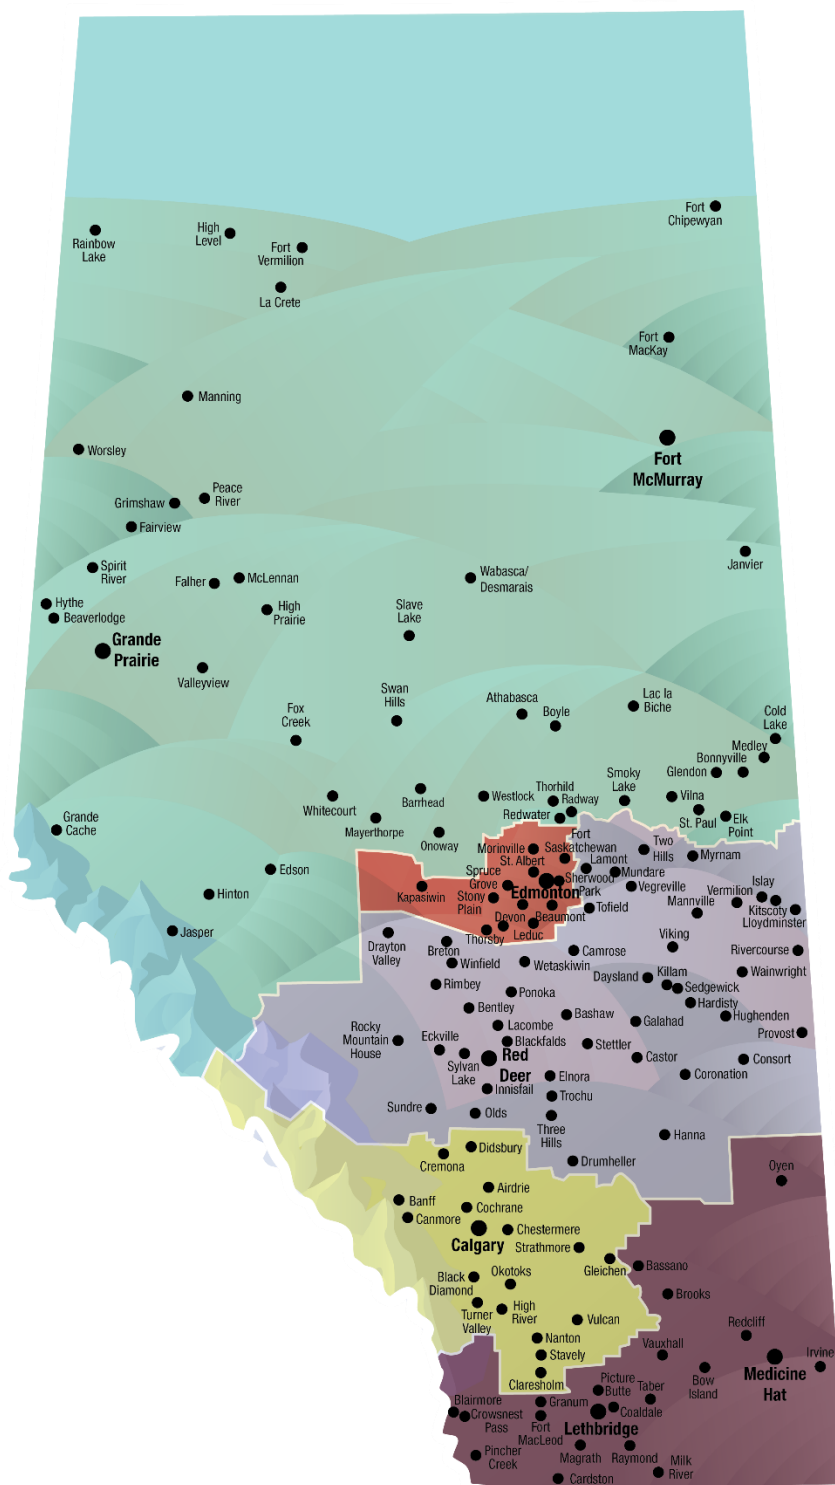 Fort
Chipewyan
Rainbow
Lake
High
Level
Fort
Vermilion
La Crete
Fort
MacKay
Manning
Worsley
Fort
McMurray
Peace
River
Grimshaw
Fairview
Janvier
Spirit
River
Falher
McLennan
Wabasca/
Desmarais
Hythe
Beaverlodge
High
Prairie
Slave
Lake
Grande
Prairie
Valleyview
Swan
Hills
Fox
Creek
Athabasca
Boyle
Lac la
Biche
Cold
Lake
Medley
Bonnyville
Glendon
Whitecourt
Barrhead
Westlock
Thorhild
Radway
Redwater
Smoky
Lake
Vilna
St. Paul
Elk
Point
Mayerthorpe
Onoway
Grande
Cache
Edson
Hinton
Jasper
Morinville
Fort
Saskatchewan
St. Albert
Lamont
Two
Hills
Myrnam
Spruce
Grove
Sherwood
Park
Mundare
Kapasiwin
Stony
Plain
Edmonton
Vegreville
Vermilion
Islay
Kitscoty
Mannville
Lloydminster
Devon
Beaumont
Tofield
Thorsby
Leduc
Drayton
Valley
Breton
Winfield
Wetaskiwin
Camrose
Viking
Rivercourse
Daysland
Killam
Sedgewick
Wainwright
Rimbey
Ponoka
Hardisty
Bentley
Bashaw
Galahad
Hughenden
Lacombe
Provost
Rocky
Mountain
House
Eckville
Blackfalds
Stettler
Sylvan
Lake
Red
Deer
Castor
Consort
Coronation
Elnora
Innisfail
Trochu
Sundre
Olds
Three
Hills
Hanna
Didsbury
Cremona
Drumheller
Oyen
Airdrie
Banff
Cochrane
Canmore
Chestermere
Calgary
Strathmore
Gleichen
Bassano
Black
Diamond
Okotoks
Brooks
Turner
Valley
High
River
Vulcan
Redcliff
Nanton
Vauxhall
Irvine
Stavely
Medicine
Hat
Bow
Island
Claresholm
Picture
Butte
Taber
Blairmore
Granum
Coaldale
Crowsnest
Pass
Fort
MacLeod
Lethbridge
Pincher
Creek
Magrath
Raymond
Milk
River
Cardston